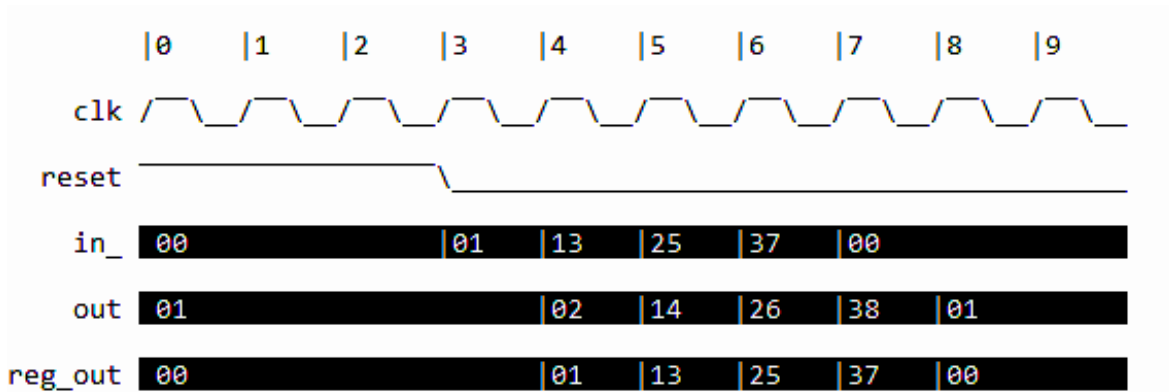 |0 |1 |2 |3 |4 |5 |6 |7 |8 |9
clk
reset
in_ 00 |01 |13 |25 |37 |00
out 01 |02 |14 |26 |38 |01
reg_out 00 |01 |13 |25 |37 |00